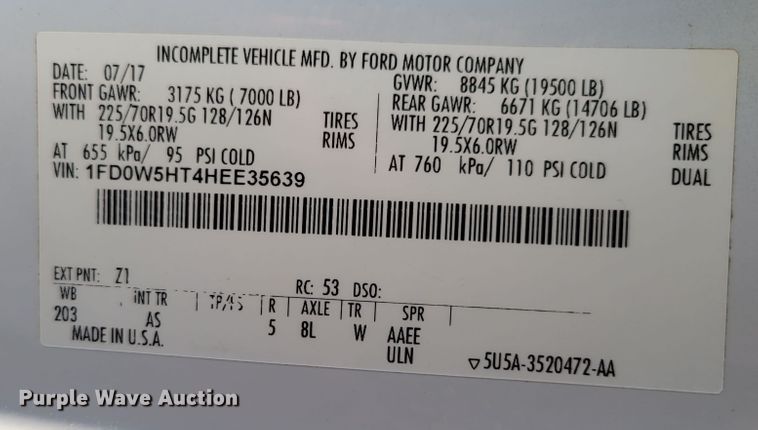 INCOMPLETE VEHICLE MFD. BY FORD MOTOR COMPANY
DATE: 07/17
GVWR: 8845 KG (19500 LB)
FRONT GAWR: 3175 KG ( 7000 LB)
REAR GAWR: 6671 KG (14706 LB)
WITH 225/70R19.5G 128/126N TIRES
WITH 225/70R19.5G 128/126N TIRES
19.5X6.0RW RIMS
19.5X6.0RW RIMS
AT 655 kPa/ 95 PSI COLD
AT 760 kPa/ 110 PSI COLD DUAL
VIN: 1FD0W5HT4HEE35639
EXT PNT: Z1 RC: 53 DSO:
WB INT TR TP/PS R AXLE TR SPR
203 AS 5 8L W AAEE
MADE IN U.S.A. ULN
5U5A-3520472-AA
Purple Wave Auction